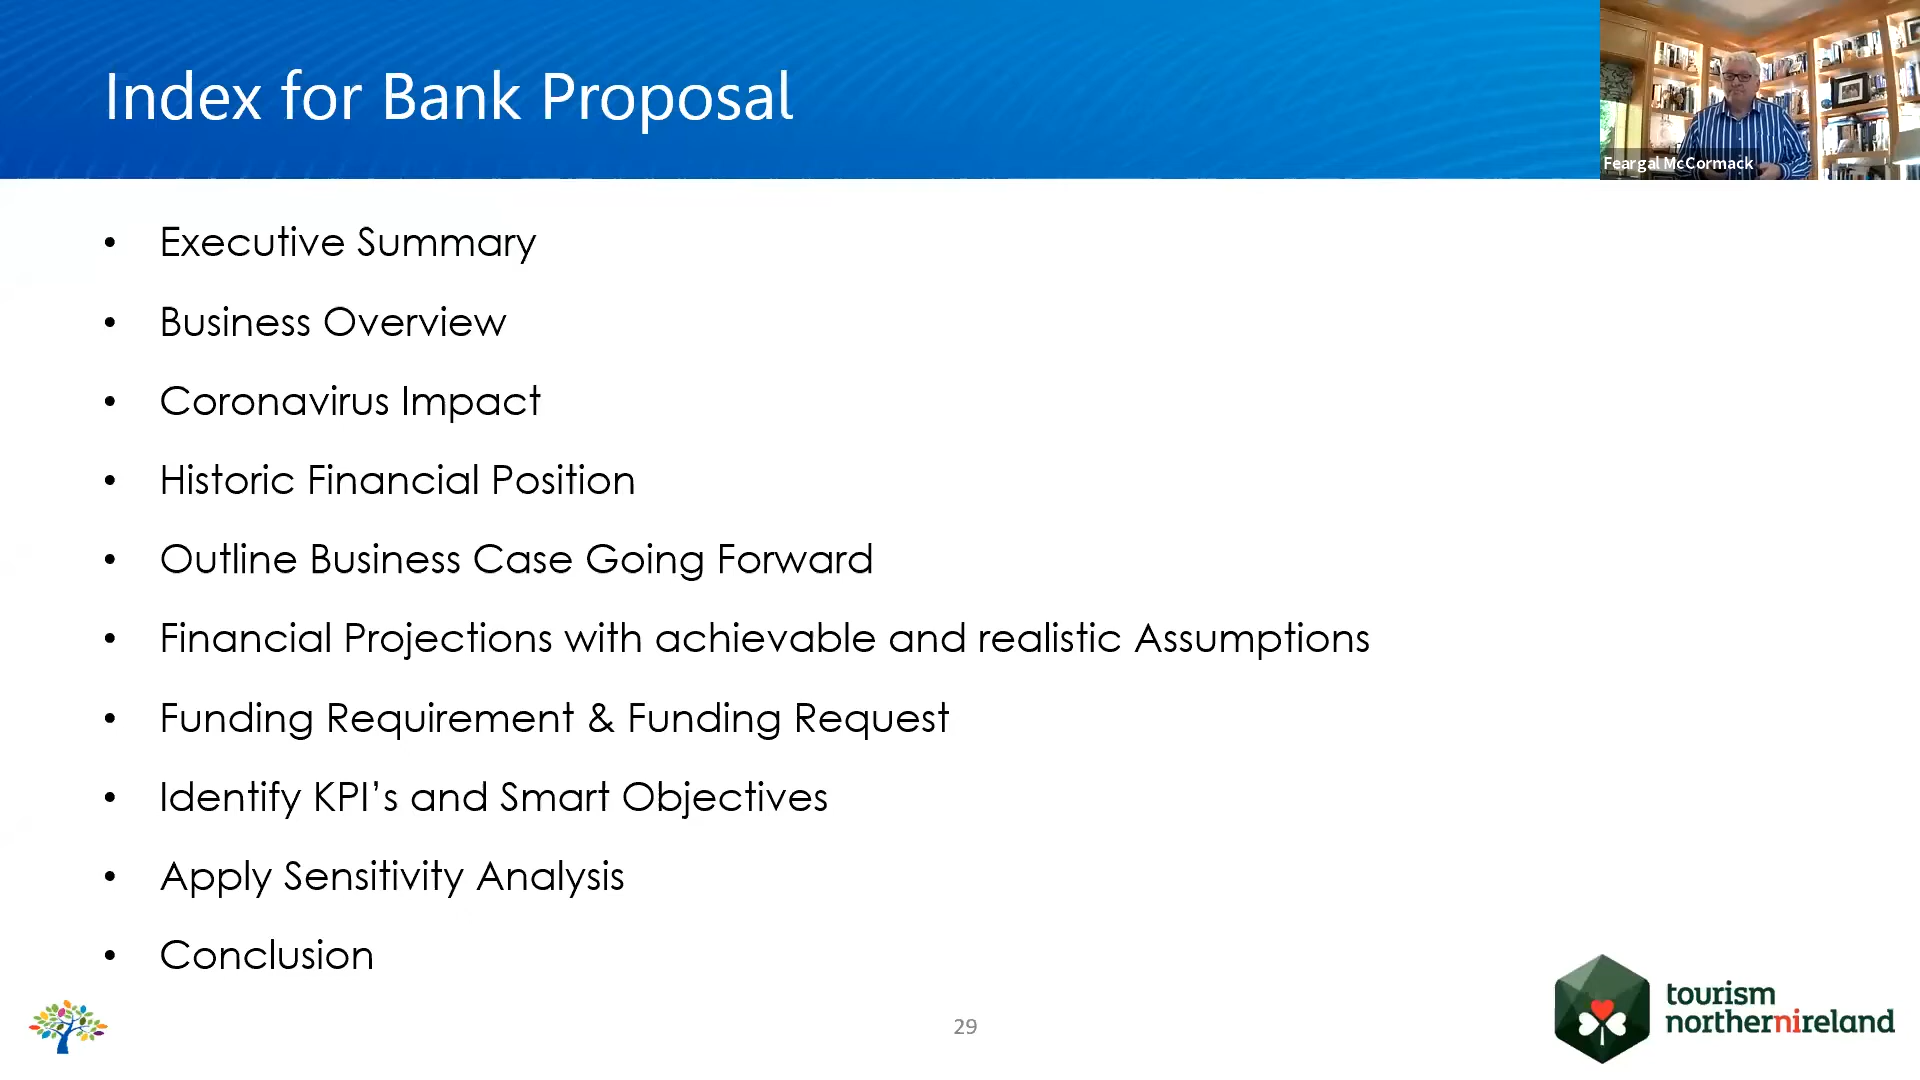 Index for Bank Proposal
Feargal McCormack
• Executive Summary
• Business Overview
• Coronavirus Impact
• Historic Financial Position
• Outline Business Case Going Forward
• Financial Projections with achievable and realistic Assumptions
• Funding Requirement & Funding Request
• Identify KPI’s and Smart Objectives
• Apply Sensitivity Analysis
• Conclusion
29
tourism
northernireland